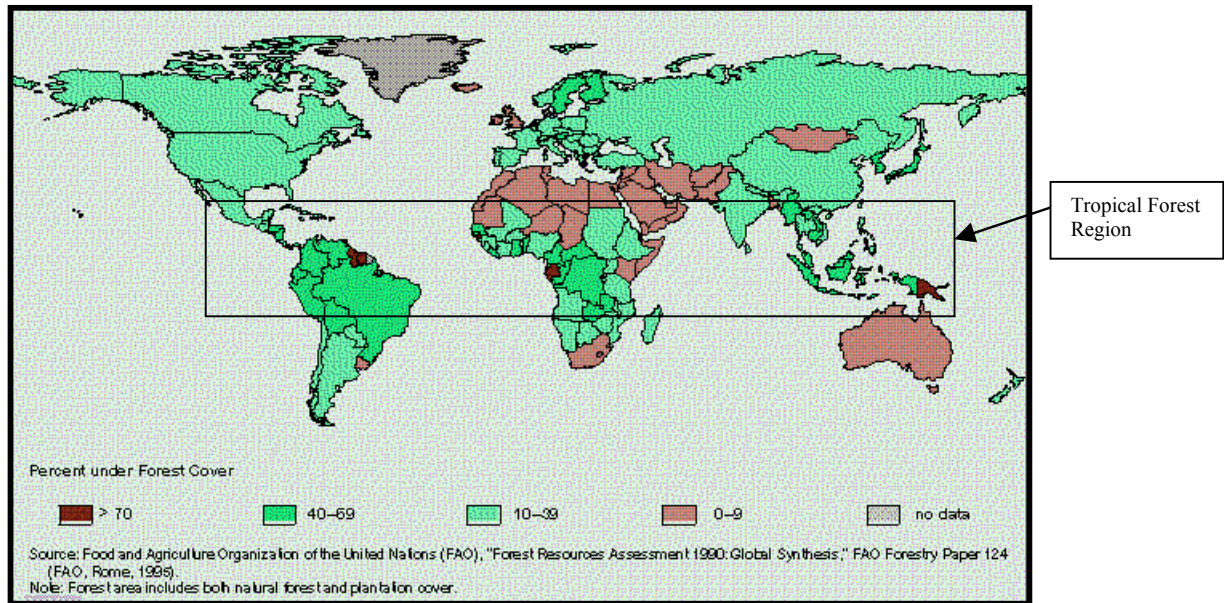 Tropical Forest
Region
Percent under Forest Cover
> 70
40–69
10–39
0–9
no data
Source: Food and Agriculture Organization of the United Nations (FAO), "Forest Resources Assessment 1990: Global Synthesis," FAO Forestry Paper 124
(FAO, Rome, 1995).
Note: Forest area includes both natural forest and plantation cover.